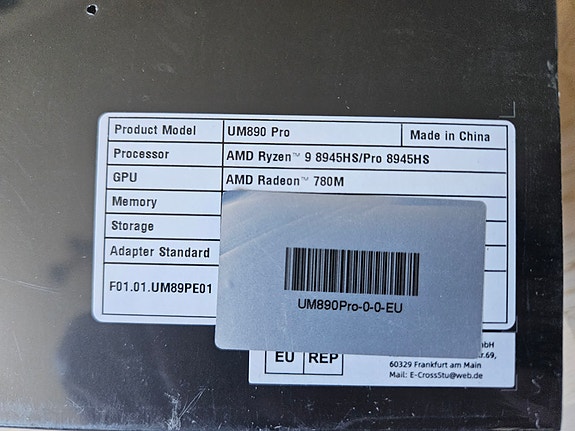 Product Model UM890 Pro Made in China
Processor AMD Ryzen™ 9 8945HS/Pro 8945HS
GPU AMD Radeon™ 780M
Memory
Storage
Adapter Standard
F01.01.UM89PE01
UM890Pro-0-0-EU
EU REP
60329 Frankfurt am Main
Mail: E-CrossStu@web.de